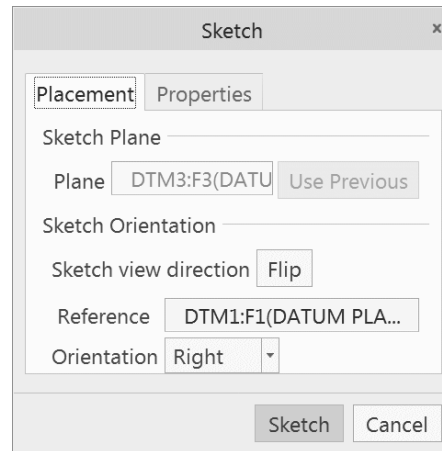 Sketch
×
Placement Properties
Sketch Plane
Plane DTM3:F3(DATU Use Previous
Sketch Orientation
Sketch view direction Flip
Reference DTM1:F1(DATUM PLA...
Orientation Right
Sketch Cancel